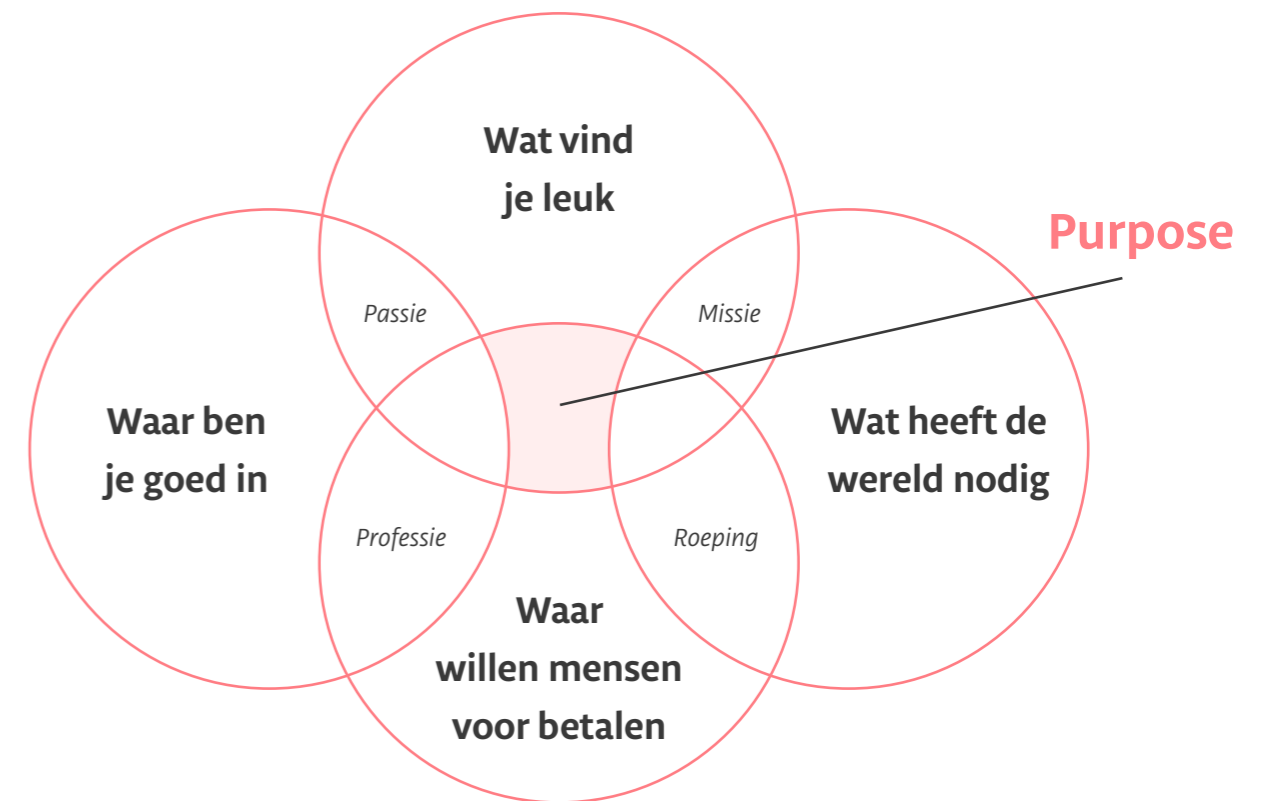 Wat vind
je leuk
Purpose
Passie
Missie
Waar ben
je goed in
Wat heeft de
wereld nodig
Professie
Roeping
Waar
willen mensen
voor betalen